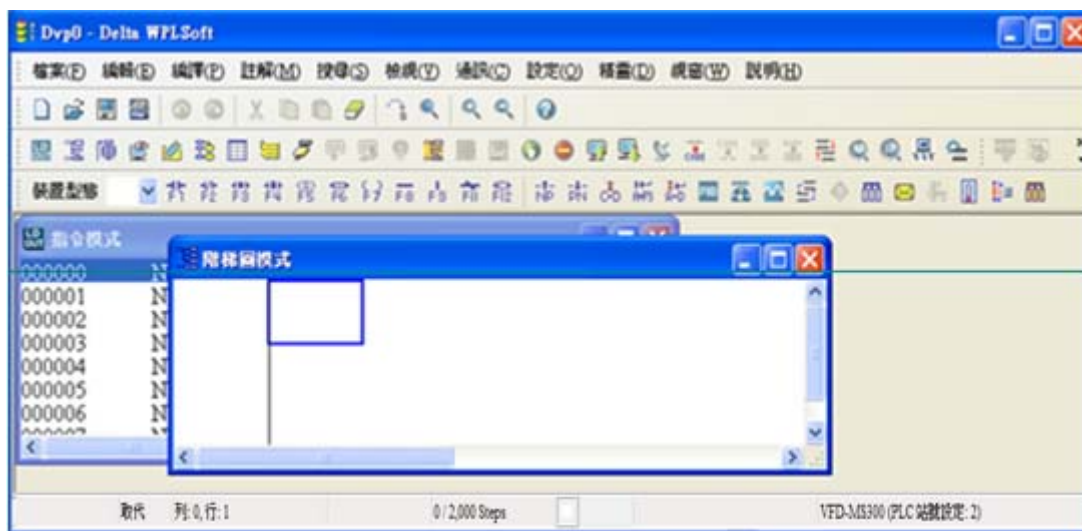 Dvp0 - Delta WPLSoft
檔案(F) 編輯(E) 編譯(P) 註解(M) 搜尋(S) 檢視(V) 通訊(C) 設定(O) 精靈(D) 視窗(W) 說明(H)
裝置型態
指令模式
階梯圖模式
000000 N
000001 N
000002 N
000003 N
000004 N
000005 N
000006 N
取代 列: 0, 行: 1 0 / 2,000 Steps VFD-MS300 (PLC 站號設定: 2)